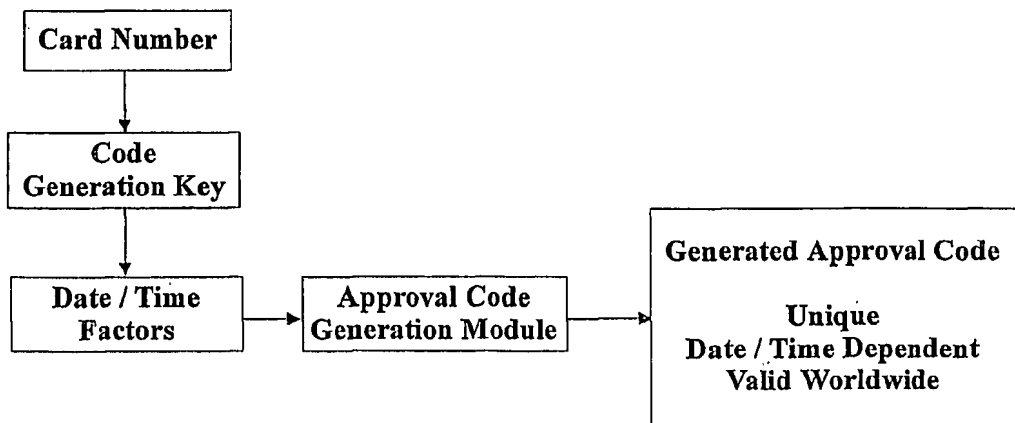 Card Number
Code
Generation Key
Date / Time
Factors
Approval Code
Generation Module
Generated Approval Code
Unique
Date / Time Dependent
Valid Worldwide